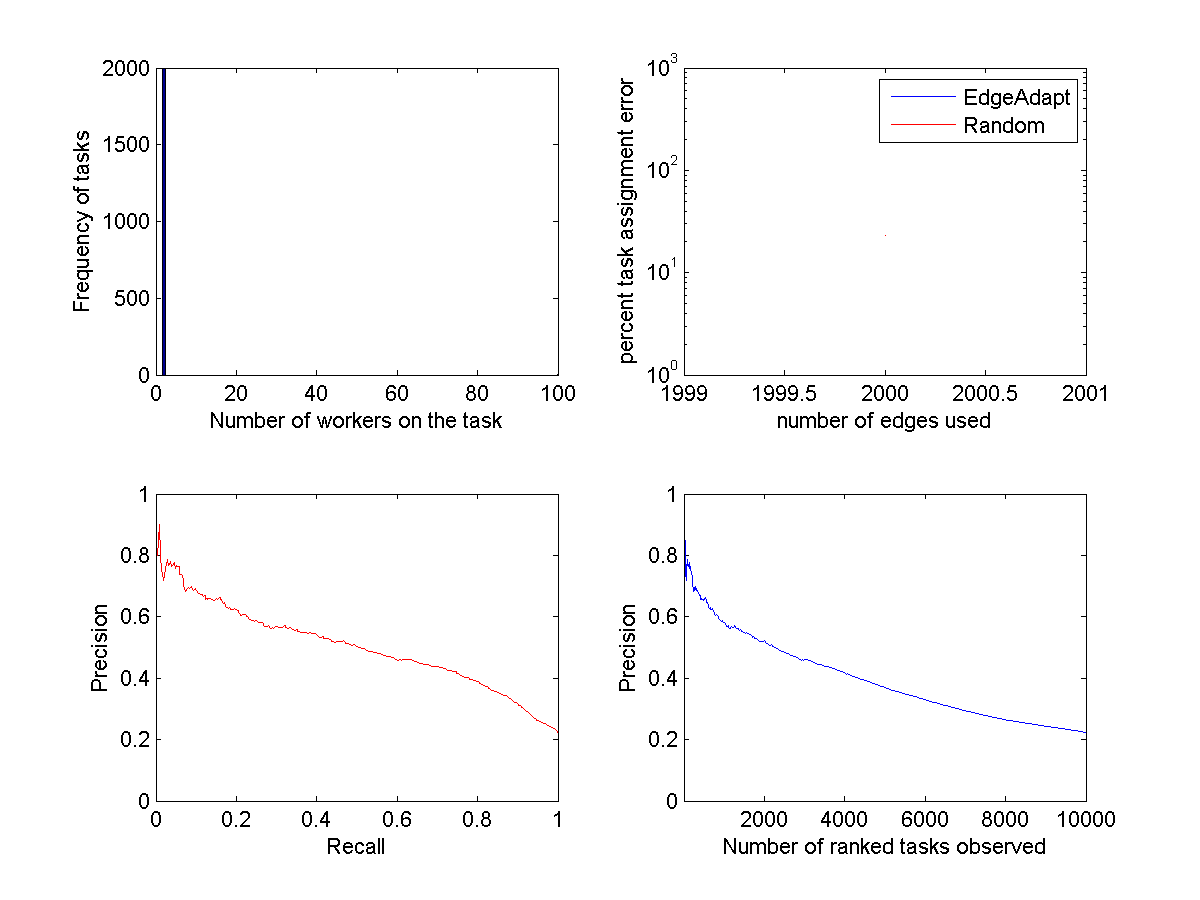 2000
1500
1000
500
0
0 20 40 60 80 100
Number of workers on the task
Frequency of tasks
10^3
10^2
10^1
10^0
1999 1999.5 2000 2000.5 2001
number of edges used
percent task assignment error
EdgeAdapt
Random
1
0.8
0.6
0.4
0.2
0
0 0.2 0.4 0.6 0.8 1
Recall
Precision
1
0.8
0.6
0.4
0.2
0
2000 4000 6000 8000 10000
Number of ranked tasks observed
Precision